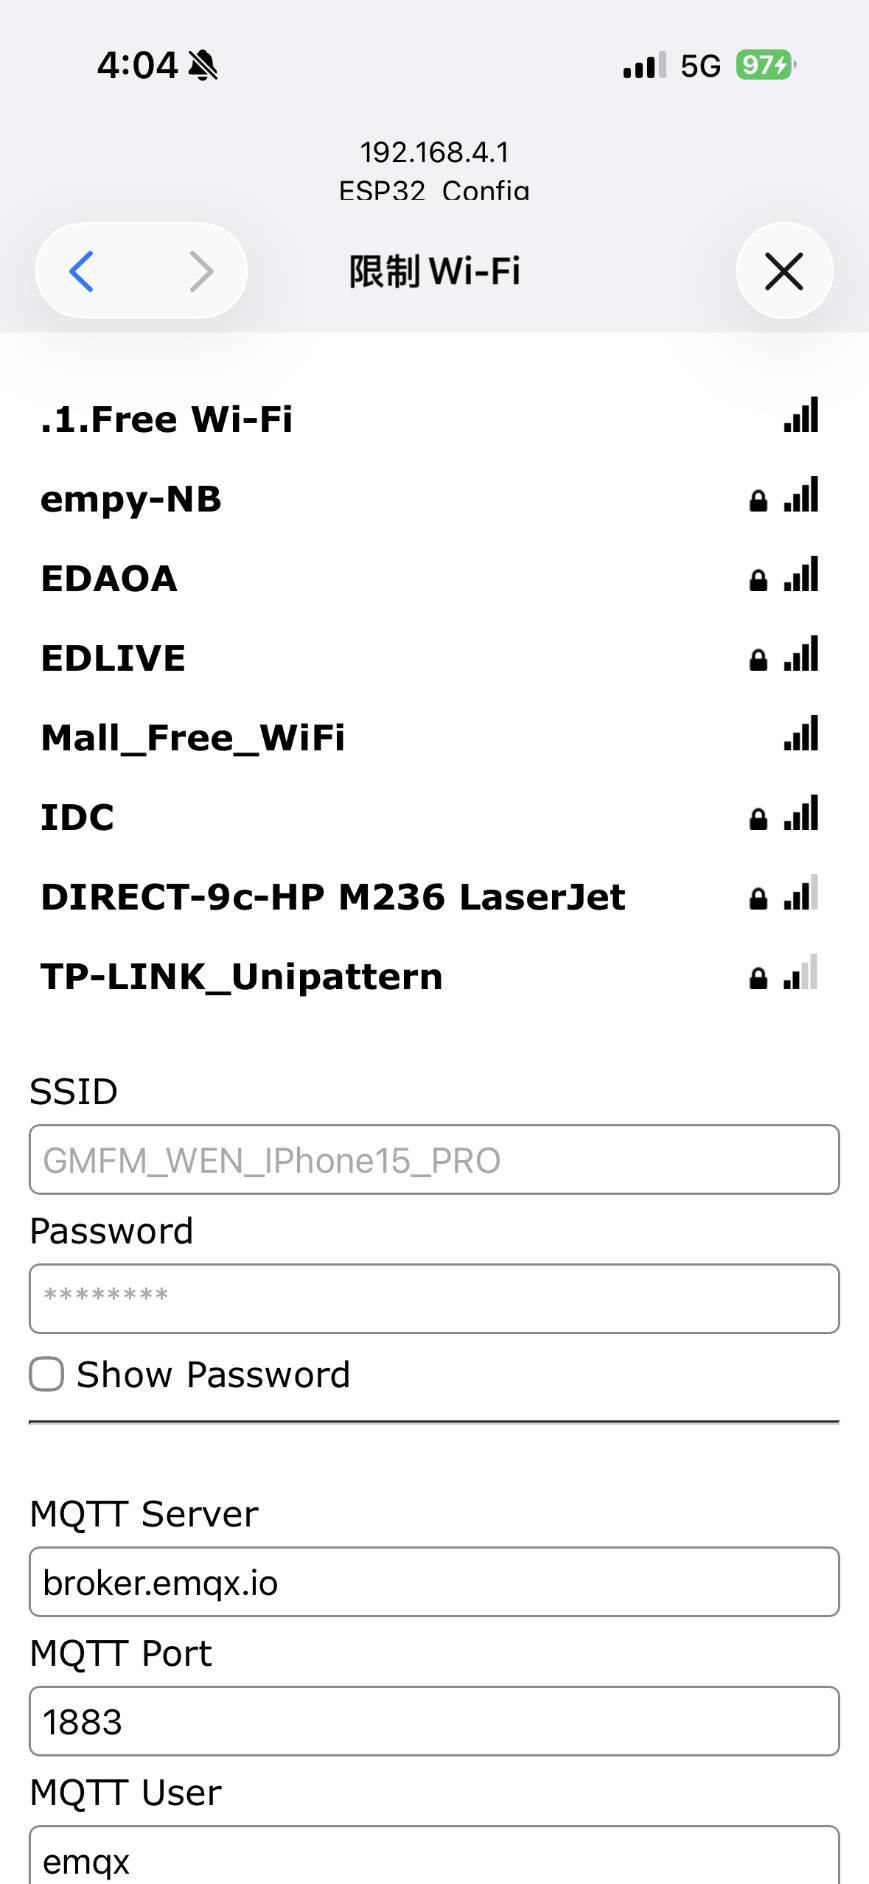 4:04
5G
97
192.168.4.1
ESP32_Config
限制 Wi-Fi
.1.Free Wi-Fi
empy-NB
EDAOA
EDLIVE
Mall_Free_WiFi
IDC
DIRECT-9c-HP M236 LaserJet
TP-LINK_Unipattern
SSID
GMFM_WEN_IPhone15_PRO
Password
********
Show Password
MQTT Server
broker.emqx.io
MQTT Port
1883
MQTT User
emqx